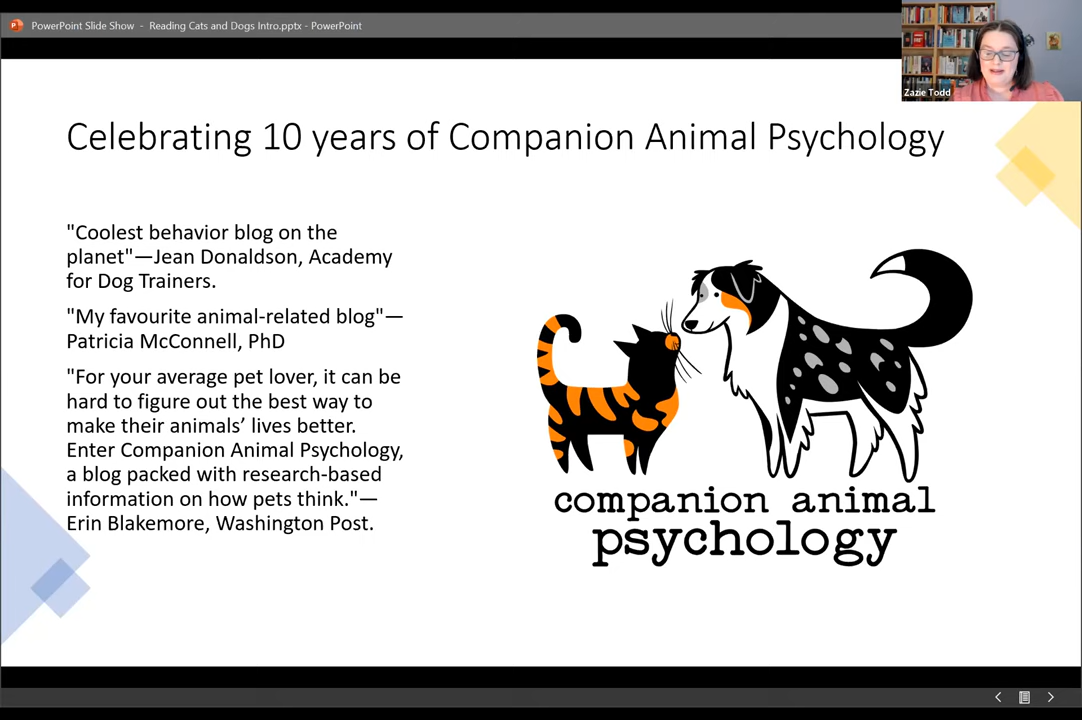 PowerPoint Slide Show - Reading Cats and Dogs Intro.pptx - PowerPoint
Zazie Todd
Celebrating 10 years of Companion Animal Psychology
"Coolest behavior blog on the
planet"—Jean Donaldson, Academy
for Dog Trainers.
"My favourite animal-related blog"—
Patricia McConnell, PhD
"For your average pet lover, it can be
hard to figure out the best way to
make their animals’ lives better.
Enter Companion Animal Psychology,
a blog packed with research-based
information on how pets think."—
Erin Blakemore, Washington Post.
companion animal
psychology